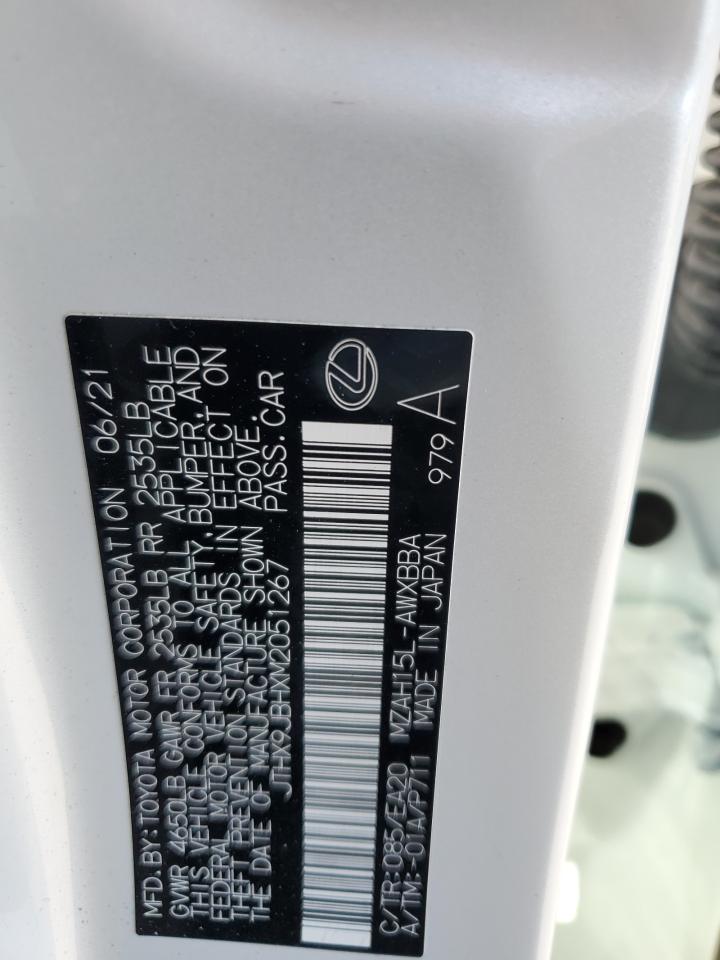 MFD. BY: TOYOTA MOTOR CORPORATION 06/21
GVWR 4650LB GAWR FR 2535LB RR 2535LB
THIS VEHICLE CONFORMS TO ALL APPLICABLE
FEDERAL MOTOR VEHICLE SAFETY, BUMPER, AND
THEFT PREVENTION STANDARDS IN EFFECT ON
THE DATE OF MANUFACTURE SHOWN ABOVE.
JTHX9JBHXM2051267 PASS. CAR
C/TR: 085/EA20 MZAH15L-AWXBBA
A/TM: -01A/P711 MADE IN JAPAN 979 A